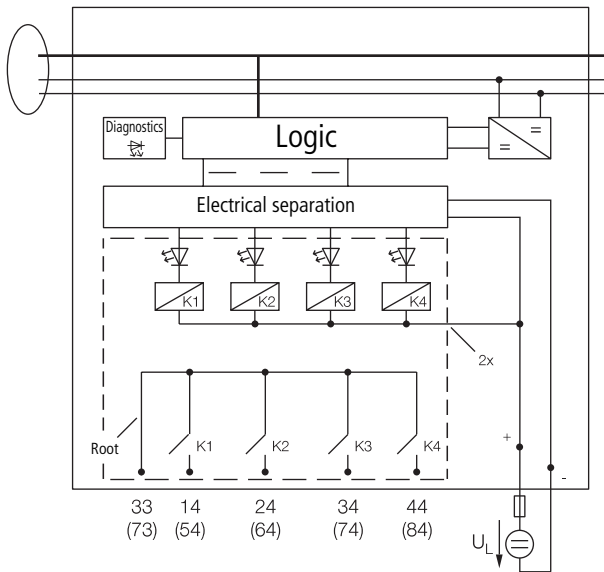 Diagnostics
Logic
=
=
Electrical separation
K1 K2 K3 K4
2x
Root
K1 K2 K3 K4
+
-
33 14 24 34 44
(73) (54) (64) (74) (84)
UL